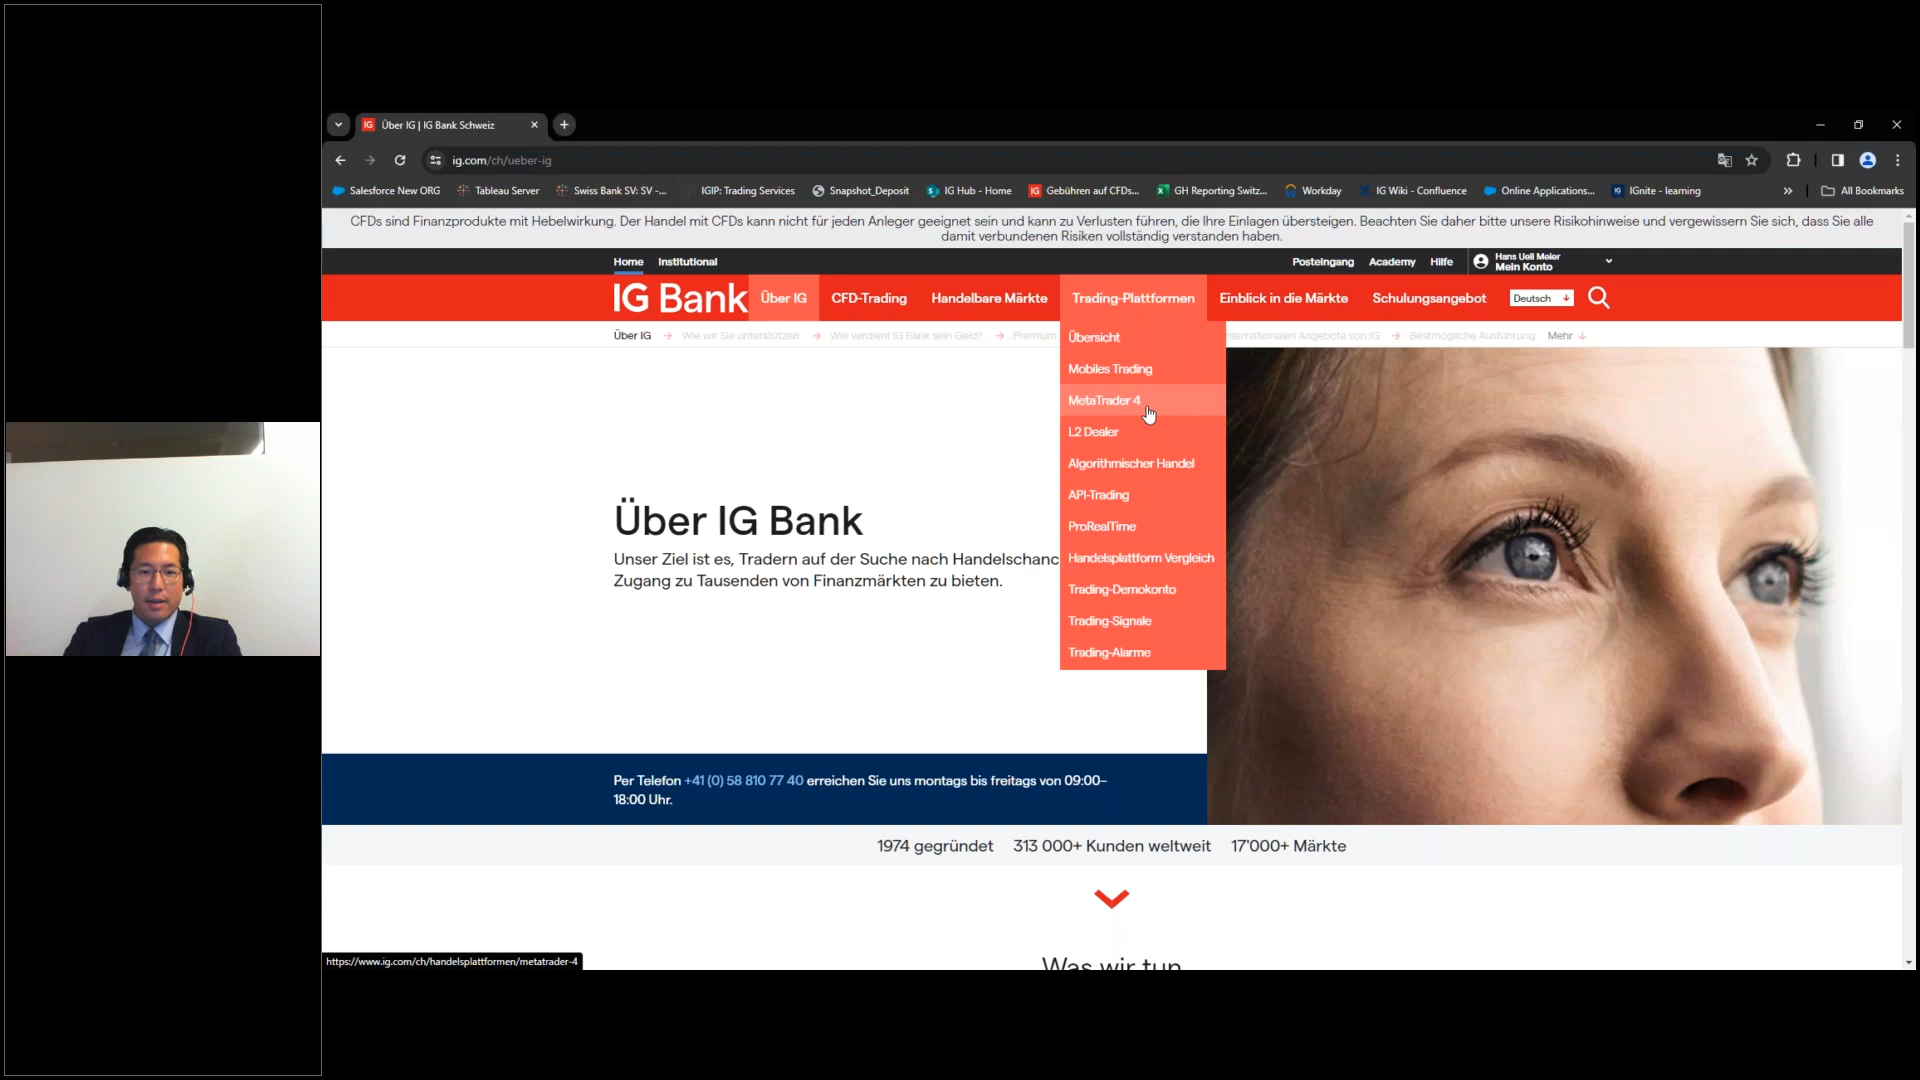 IG Über IG | IG Bank Schweiz
ig.com/ch/ueber-ig
Salesforce New ORG Tableau Server Swiss Bank SV: SV -... IGIP: Trading Services Snapshot_Deposit IG Hub - Home Gebühren auf CFDs... GH Reporting Switz... Workday IG Wiki - Confluence Online Applications... IGnite - learning » All Bookmarks
CFDs sind Finanzprodukte mit Hebelwirkung. Der Handel mit CFDs kann nicht für jeden Anleger geeignet sein und kann zu Verlusten führen, die Ihre Einlagen übersteigen. Beachten Sie daher bitte unsere Risikohinweise und vergewissern Sie sich, dass Sie alle
damit verbundenen Risiken vollständig verstanden haben.
Home Institutional Posteingang Academy Hilfe Hans Ueli Meier
Mein Konto
IG Bank Über IG CFD-Trading Handelbare Märkte Trading-Plattformen Einblick in die Märkte Schulungsangebot Deutsch
Über IG Wie wir Sie unterstützen Wie verdient IG Bank sein Geld? Premium nternationalen Angebote von IG Bestmögliche Ausführung Mehr
Übersicht
Mobiles Trading
MetaTrader 4
L2 Dealer
Algorithmischer Handel
API-Trading
ProRealTime
Handelsplattform Vergleich
Trading-Demokonto
Trading-Signale
Trading-Alarme
Über IG Bank
Unser Ziel ist es, Tradern auf der Suche nach Handelschanc
Zugang zu Tausenden von Finanzmärkten zu bieten.
Per Telefon +41 (0) 58 810 77 40 erreichen Sie uns montags bis freitags von 09:00–
18:00 Uhr.
1974 gegründet 313 000+ Kunden weltweit 17'000+ Märkte
Was wir tun
https://www.ig.com/ch/handelsplattformen/metatrader-4